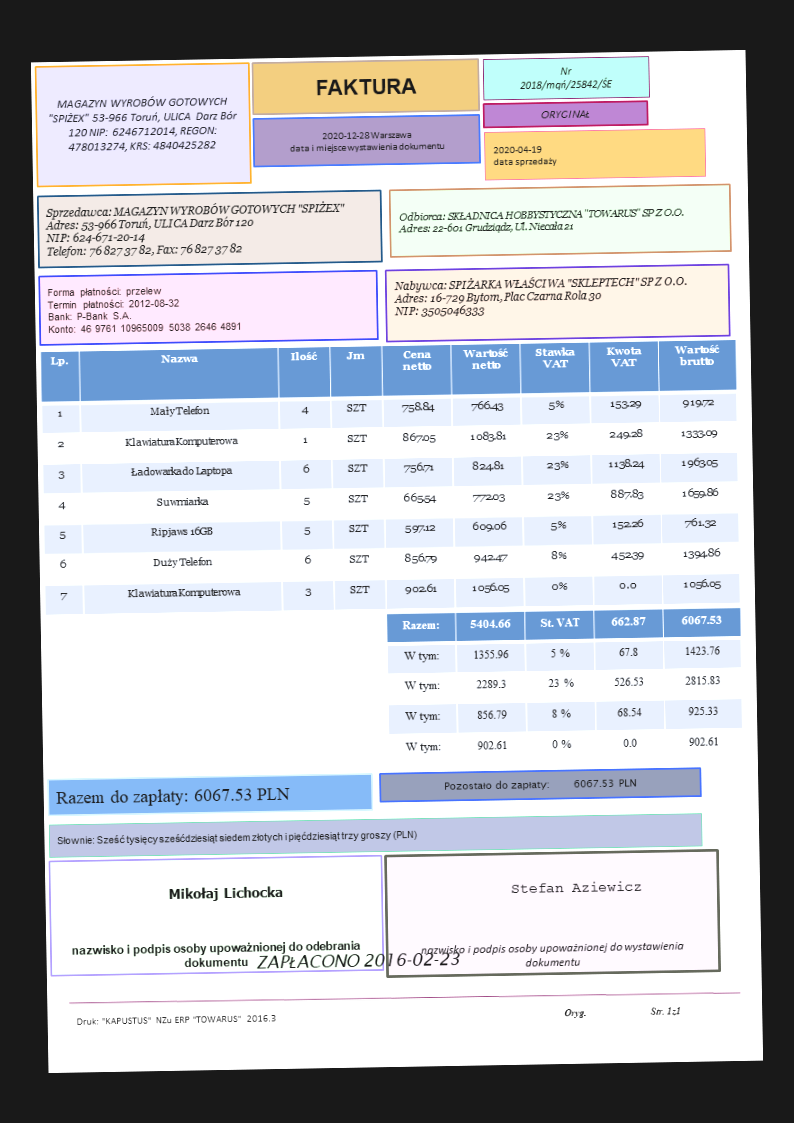 MAGAZYN WYROBÓW GOTOWYCH
"SPIŻEX" 53-966 Toruń, ULICA Darz Bór
120 NIP: 6246712014, REGON:
478013274, KRS: 4840425282
FAKTURA
2020-12-28 Warszawa
data i miejsce wystawienia dokumentu
Nr
2018/mqń/25842/ŚE
ORYGINAŁ
2020-04-19
data sprzedaży
Sprzedawca: MAGAZYN WYROBÓW GOTOWYCH "SPIŻEX"
Adres: 53-966 Toruń, ULICA Darz Bór 120
NIP: 624-671-20-14
Telefon: 76 827 37 82, Fax: 76 827 37 82
Odbiorca: SKŁADNICA HOBBYSTYCZNA "TOWARUS" SP Z O.O.
Adres: 22-601 Grudziądz, Ul. Niecała 21
Forma płatności: przelew
Termin płatności: 2012-08-32
Bank: P-Bank S.A.
Konto: 46 9761 10965009 5038 2646 4891
Nabywca: SPIŻARKA WŁAŚCIWA "SKLEPTECH" SP Z O.O.
Adres: 16-729 Bytom, Plac Czarna Rola 30
NIP: 3505046333
Lp. Nazwa Ilość Jm Cena netto Wartość netto Stawka VAT Kwota VAT Wartość brutto
1 Mały Telefon 4 SZT 758.84 766.43 5% 153.29 919.72
2 Klawiatura Komputerowa 1 SZT 867.05 1083.81 23% 249.28 1333.09
3 Ładowarka do Laptopa 6 SZT 756.71 824.81 23% 1138.24 1963.05
4 Suwmiarka 5 SZT 665.54 772.03 23% 887.83 1659.86
5 Ripjaws 16GB 5 SZT 597.12 609.06 5% 152.26 761.32
6 Duży Telefon 6 SZT 856.79 942.47 8% 452.39 1394.86
7 Klawiatura Komputerowa 3 SZT 902.61 1056.05 0% 0.0 1056.05
Razem: 5404.66 St. VAT 662.87 6067.53
W tym: 1355.96 5 % 67.8 1423.76
W tym: 2289.3 23 % 526.53 2815.83
W tym: 856.79 8 % 68.54 925.33
W tym: 902.61 0 % 0.0 902.61
Razem do zapłaty: 6067.53 PLN
Pozostało do zapłaty: 6067.53 PLN
Słownie: Sześć tysięcy sześćdziesiąt siedem złotych i pięćdziesiąt trzy groszy (PLN)
Mikołaj Lichocka
nazwisko i podpis osoby upoważnionej do odebrania
dokumentu
Stefan Aziewicz
nazwisko i podpis osoby upoważnionej do wystawienia
dokumentu
ZAPŁACONO 2016-02-23
Druk: "KAPUSTUS" NZu ERP "TOWARUS" 2016.3
Oryg.
Str. 1 z 1